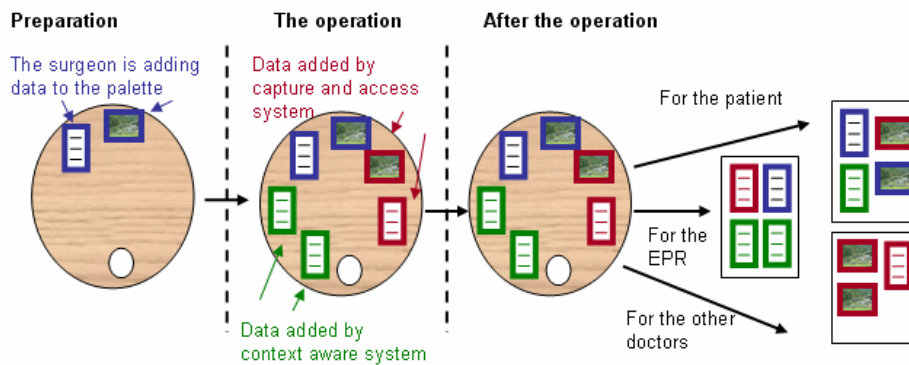 Preparation
The operation
After the operation
The surgeon is adding
data to the palette
Data added by
capture and access
system
Data added by
context aware system
For the patient
For the
EPR
For the other
doctors